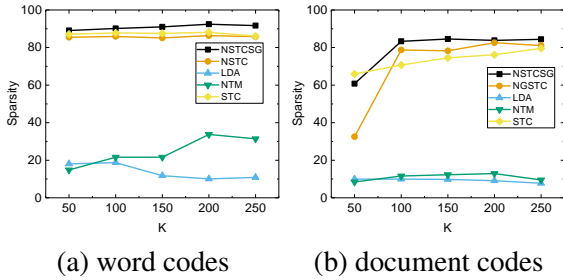 100
80
60
40
20
0
Sparsity
50 100 150 200 250
K
NSTCSG
NSTC
LDA
NTM
STC
(a) word codes
100
80
60
40
20
0
Sparsity
50 100 150 200 250
K
NSTCSG
NGSTC
LDA
NTM
STC
(b) document codes